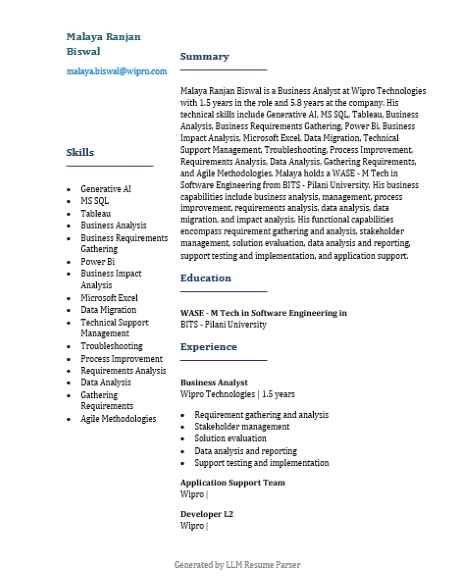 Malaya Ranjan
Biswal
malaya.biswal@wipro.com
Skills
• Generative AI
• MS SQL
• Tableau
• Business Analysis
• Business Requirements
Gathering
• Power Bi
• Business Impact
Analysis
• Microsoft Excel
• Data Migration
• Technical Support
Management
• Troubleshooting
• Process Improvement
• Requirements Analysis
• Data Analysis
• Gathering
Requirements
• Agile Methodologies
Summary
Malaya Ranjan Biswal is a Business Analyst at Wipro Technologies
with 1.5 years in the role and 5.8 years at the company. His
technical skills include Generative AI, MS SQL, Tableau, Business
Analysis, Business Requirements Gathering, Power Bi, Business
Impact Analysis, Microsoft Excel, Data Migration, Technical
Support Management, Troubleshooting, Process Improvement,
Requirements Analysis, Data Analysis, Gathering Requirements,
and Agile Methodologies. Malaya holds a WASE - M Tech in
Software Engineering from BITS - Pilani University. His business
capabilities include business analysis, management, process
improvement, requirements analysis, data analysis, data
migration, and impact analysis. His functional capabilities
encompass requirement gathering and analysis, stakeholder
management, solution evaluation, data analysis and reporting,
support testing and implementation, and application support.
Education
WASE - M Tech in Software Engineering in
BITS - Pilani University
Experience
Business Analyst
Wipro Technologies | 1.5 years
• Requirement gathering and analysis
• Stakeholder management
• Solution evaluation
• Data analysis and reporting
• Support testing and implementation
Application Support Team
Wipro |
Developer L2
Wipro |
Generated by LLM Resume Parser